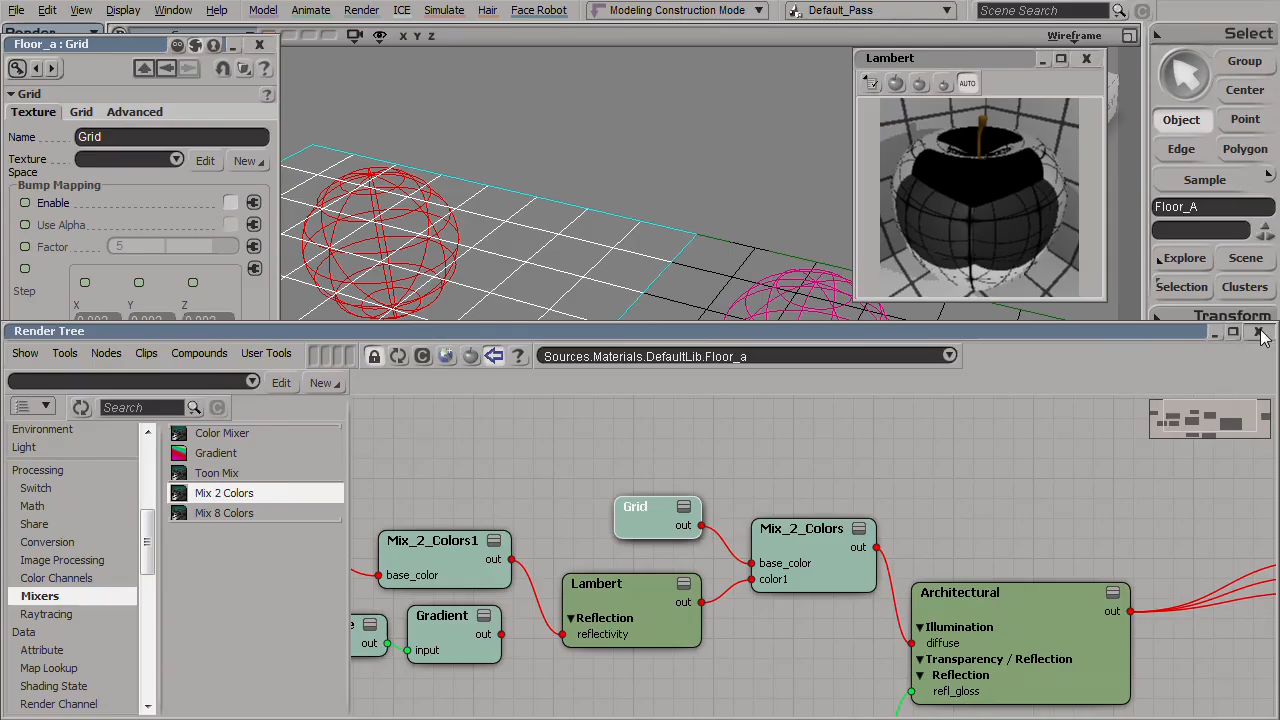 File Edit Display Window Help Model Animate Render ICE Simulate Hair Face Robot Modeling Construction Mode Default_Pass Scene Search
X Y Z Wireframe
Select
Floor_a : Grid
Lambert
Group
Center
AUTO
Grid
Texture Grid Advanced
Object Point
Name Grid
Edge Polygon
Texture Space Edit New
Sample
Bump Mapping
Enable
Floor_A
Use Alpha
Factor 5
Explore Scene
Step
Selection Clusters
X Y Z
Transform
Render Tree
Show Tools Nodes Clips Compounds User Tools Sources.Materials.DefaultLib.Floor_a
Edit New
Search
Environment
Light
Processing
Switch
Math
Share
Conversion
Image Processing
Color Channels
Mixers
Raytracing
Data
Attribute
Map Lookup
Shading State
Render Channel
Color Mixer
Gradient
Toon Mix
Mix 2 Colors
Mix 8 Colors
Mix_2_Colors1
out
base_color
out
Gradient
out
input
Grid
out
Lambert
out
Reflection
reflectivity
Mix_2_Colors
out
base_color
color1
Architectural
out
Illumination
diffuse
Transparency / Reflection
Reflection
refl_gloss